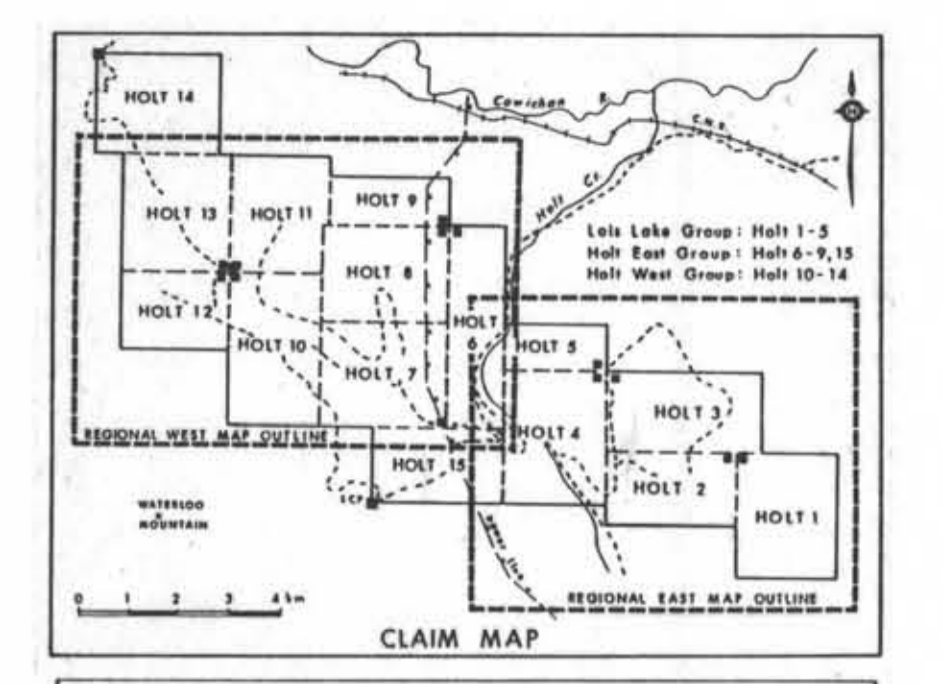 HOLT 14
Cowichan R.
C.N.R.
HOLT 9
HOLT 13
HOLT 11
Holt Cr.
Lois Lake Group: Holt 1-5
Holt East Group: Holt 6-9,15
Holt West Group: Holt 10-14
HOLT 8
HOLT 12
HOLT 6
HOLT 10
HOLT 5
HOLT 7
HOLT 3
REGIONAL WEST MAP OUTLINE
HOLT 4
HOLT 15
HOLT 2
LCP
WATERLOO
MOUNTAIN
HOLT 1
power line
0 1 2 3 4 km
REGIONAL EAST MAP OUTLINE
CLAIM MAP